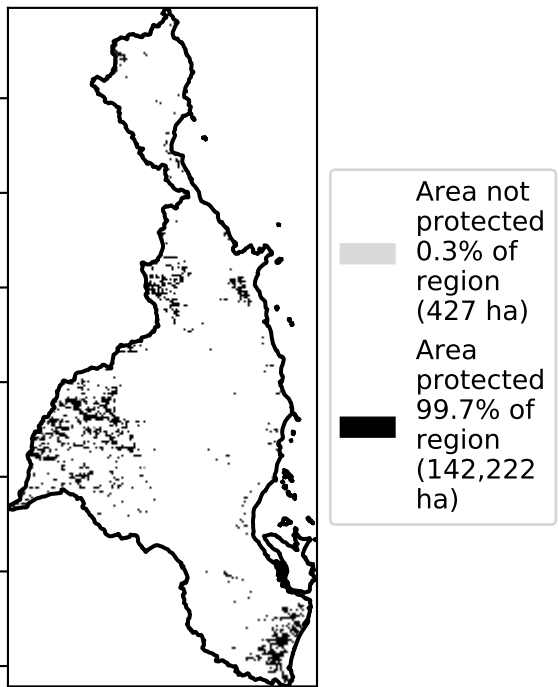 Area not
protected
0.3% of
region
(427 ha)
Area
protected
99.7% of
region
(142,222
ha)